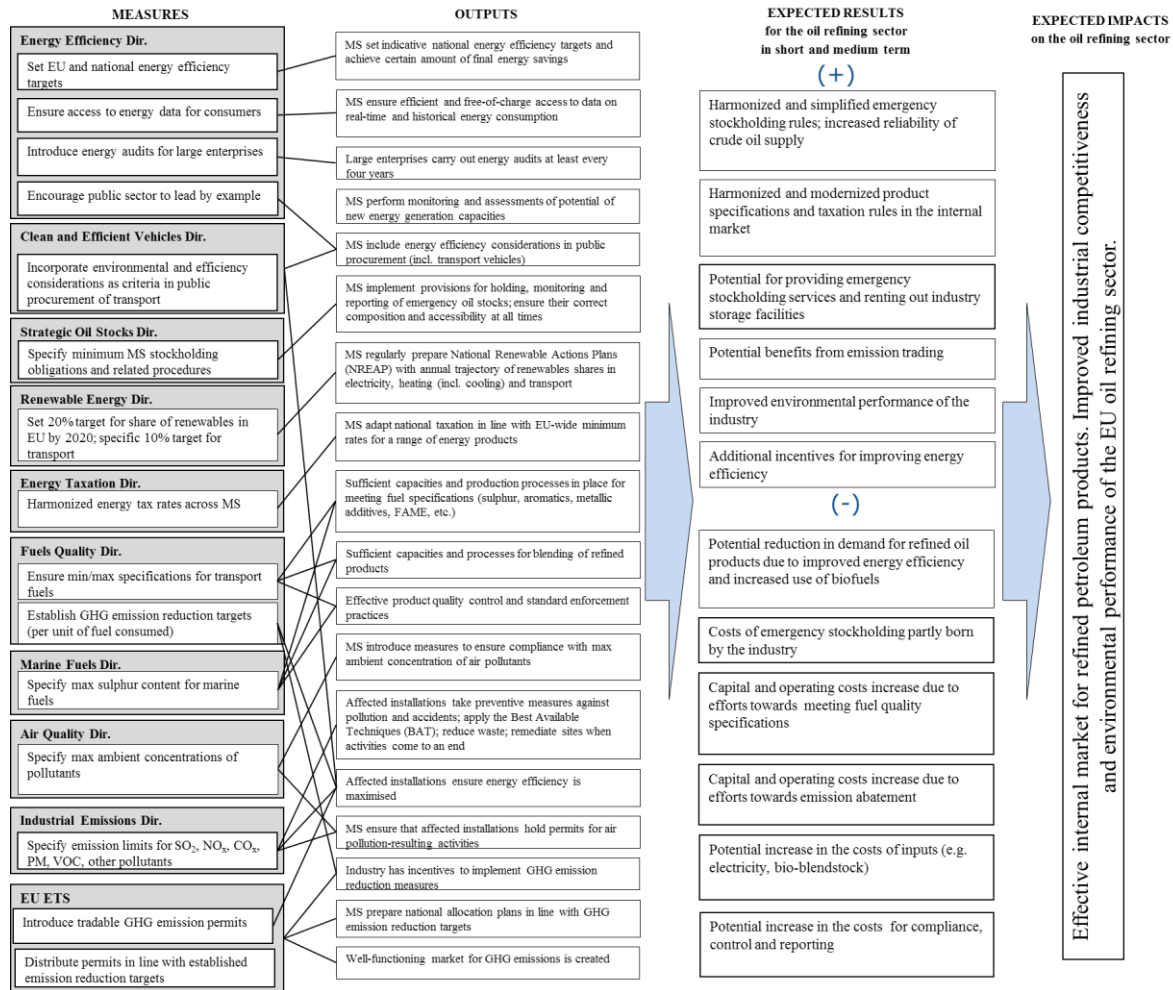 MEASURES
Energy Efficiency Dir.
Set EU and national energy efficiency
targets
Ensure access to energy data for consumers
Introduce energy audits for large enterprises
Encourage public sector to lead by example
Clean and Efficient Vehicles Dir.
Incorporate environmental and efficiency
considerations as criteria in public
procurement of transport
Strategic Oil Stocks Dir.
Specify minimum MS stockholding
obligations and related procedures
Renewable Energy Dir.
Set 20% target for share of renewables in
EU by 2020; specific 10% target for
transport
Energy Taxation Dir.
Harmonized energy tax rates across MS
Fuels Quality Dir.
Ensure min/max specifications for transport
fuels
Establish GHG emission reduction targets
(per unit of fuel consumed)
Marine Fuels Dir.
Specify max sulphur content for marine
fuels
Air Quality Dir.
Specify max ambient concentrations of
pollutants
Industrial Emissions Dir.
Specify emission limits for SO₂, NOₓ, COₓ,
PM, VOC, other pollutants
EU ETS
Introduce tradable GHG emission permits
Distribute permits in line with established
emission reduction targets
OUTPUTS
MS set indicative national energy efficiency targets and
achieve certain amount of final energy savings
MS ensure efficient and free-of-charge access to data on
real-time and historical energy consumption
Large enterprises carry out energy audits at least every
four years
MS perform monitoring and assessments of potential of
new energy generation capacities
MS include energy efficiency considerations in public
procurement (incl. transport vehicles)
MS implement provisions for holding, monitoring and
reporting of emergency oil stocks; ensure their correct
composition and accessibility at all times
MS regularly prepare National Renewable Actions Plans
(NREAP) with annual trajectory of renewables shares in
electricity, heating (incl. cooling) and transport
MS adapt national taxation in line with EU-wide minimum
rates for a range of energy products
Sufficient capacities and production processes in place for
meeting fuel specifications (sulphur, aromatics, metallic
additives, FAME, etc.)
Sufficient capacities and processes for blending of refined
products
Effective product quality control and standard enforcement
practices
MS introduce measures to ensure compliance with max
ambient concentration of air pollutants
Affected installations take preventive measures against
pollution and accidents; apply the Best Available
Techniques (BAT); reduce waste; remediate sites when
activities come to an end
Affected installations ensure energy efficiency is
maximised
MS ensure that affected installations hold permits for air
pollution-resulting activities
Industry has incentives to implement GHG emission
reduction measures
MS prepare national allocation plans in line with GHG
emission reduction targets
Well-functioning market for GHG emissions is created
EXPECTED RESULTS
for the oil refining sector
in short and medium term
(+)
Harmonized and simplified emergency
stockholding rules; increased reliability of
crude oil supply
Harmonized and modernized product
specifications and taxation rules in the internal
market
Potential for providing emergency
stockholding services and renting out industry
storage facilities
Potential benefits from emission trading
Improved environmental performance of the
industry
Additional incentives for improving energy
efficiency
(-)
Potential reduction in demand for refined oil
products due to improved energy efficiency
and increased use of biofuels
Costs of emergency stockholding partly born
by the industry
Capital and operating costs increase due to
efforts towards meeting fuel quality
specifications
Capital and operating costs increase due to
efforts towards emission abatement
Potential increase in the costs of inputs (e.g.
electricity, bio-blendstock)
Potential increase in the costs for compliance,
control and reporting
EXPECTED IMPACTS
on the oil refining sector
Effective internal market for refined petroleum products. Improved industrial competitiveness
and environmental performance of the EU oil refining sector.